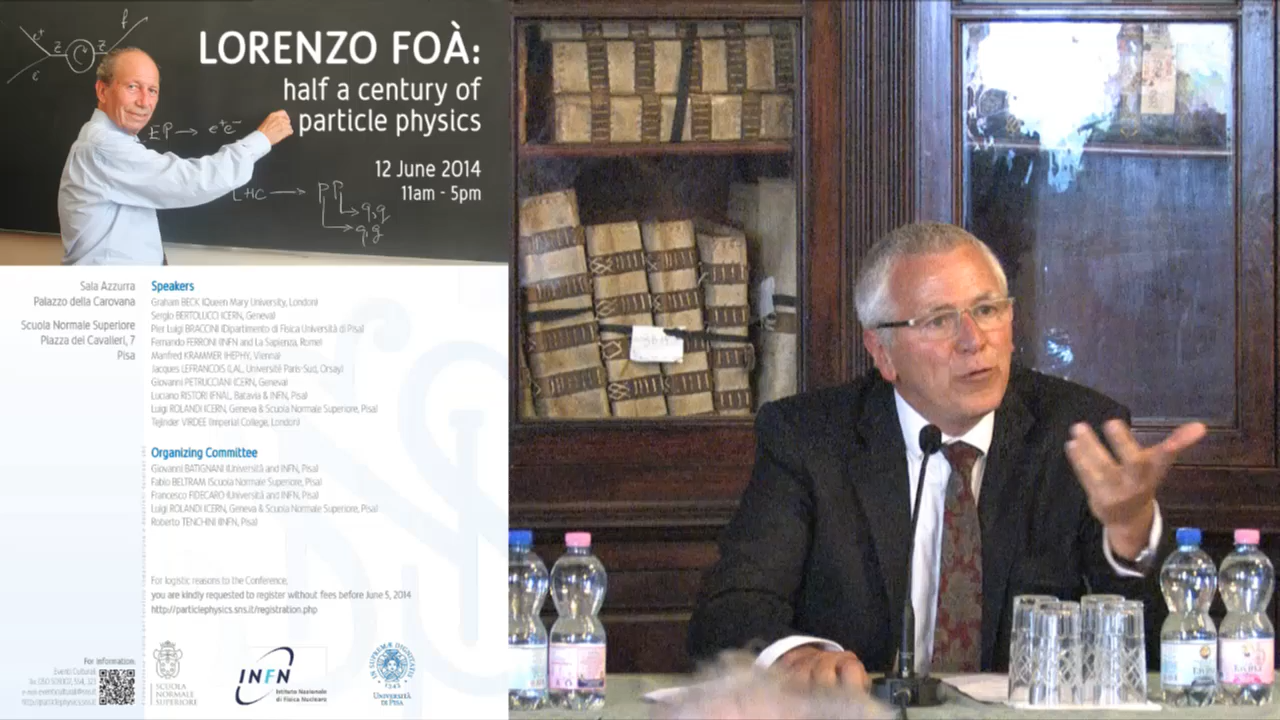 LORENZO FOÀ:
half a century of
particle physics
12 June 2014
11am - 5pm
EP → e⁺e⁻
LHC → PP
Sala Azzurra
Palazzo della Carovana
Scuola Normale Superiore
Piazza dei Cavalieri, 7
Pisa
Speakers
Graham BECK (Queen Mary University, London)
Sergio BERTOLUCCI (CERN, Geneva)
Pier Luigi BRACCINI (Dipartimento di Fisica Università di Pisa)
Fernando FERRONI (INFN and La Sapienza, Rome)
Manfred KRAMMER (HEPHY, Vienna)
Jacques LEFRANCOIS (LAL, Université Paris-Sud, Orsay)
Giovanni PETRUCCIANI (CERN, Geneva)
Luciano RISTORI (FNAL, Batavia & INFN, Pisa)
Luigi ROLANDI (CERN, Geneva & Scuola Normale Superiore, Pisa)
Tejinder VIRDEE (Imperial College, London)
Organizing Committee
Giovanni BATIGNANI (Università and INFN, Pisa)
Fabio BELTRAM (Scuola Normale Superiore, Pisa)
Francesco FIDECARO (Università and INFN, Pisa)
Luigi ROLANDI (CERN, Geneva & Scuola Normale Superiore, Pisa)
Roberto TENCHINI (INFN, Pisa)
For logistic reasons to the Conference,
you are kindly requested to register without fees before June 5, 2014
http://particlephysics.sns.it/registration.php
For information:
Eventi Culturali
SCUOLA
NORMALE
SUPERIORE
INFN
Istituto Nazionale
di Fisica Nucleare
IN SUPREMÆ DIGNITATIS
1343
UNIVERSITÀ
DI PISA